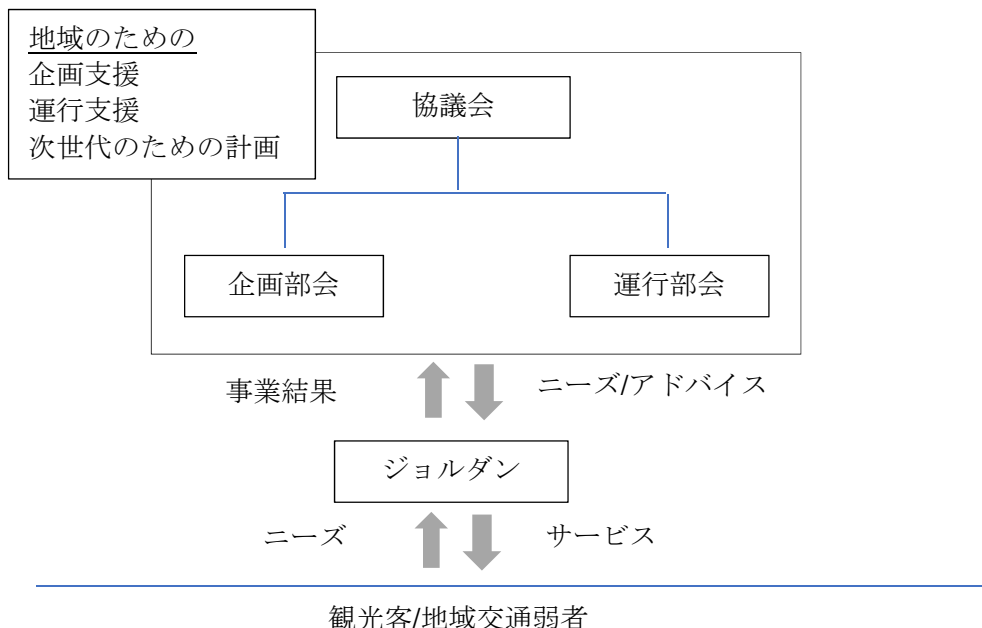 地域のための
企画支援
運行支援
次世代のための計画
協議会
企画部会
運行部会
事業結果
ニーズ/アドバイス
ジョルダン
ニーズ
サービス
観光客/地域交通弱者